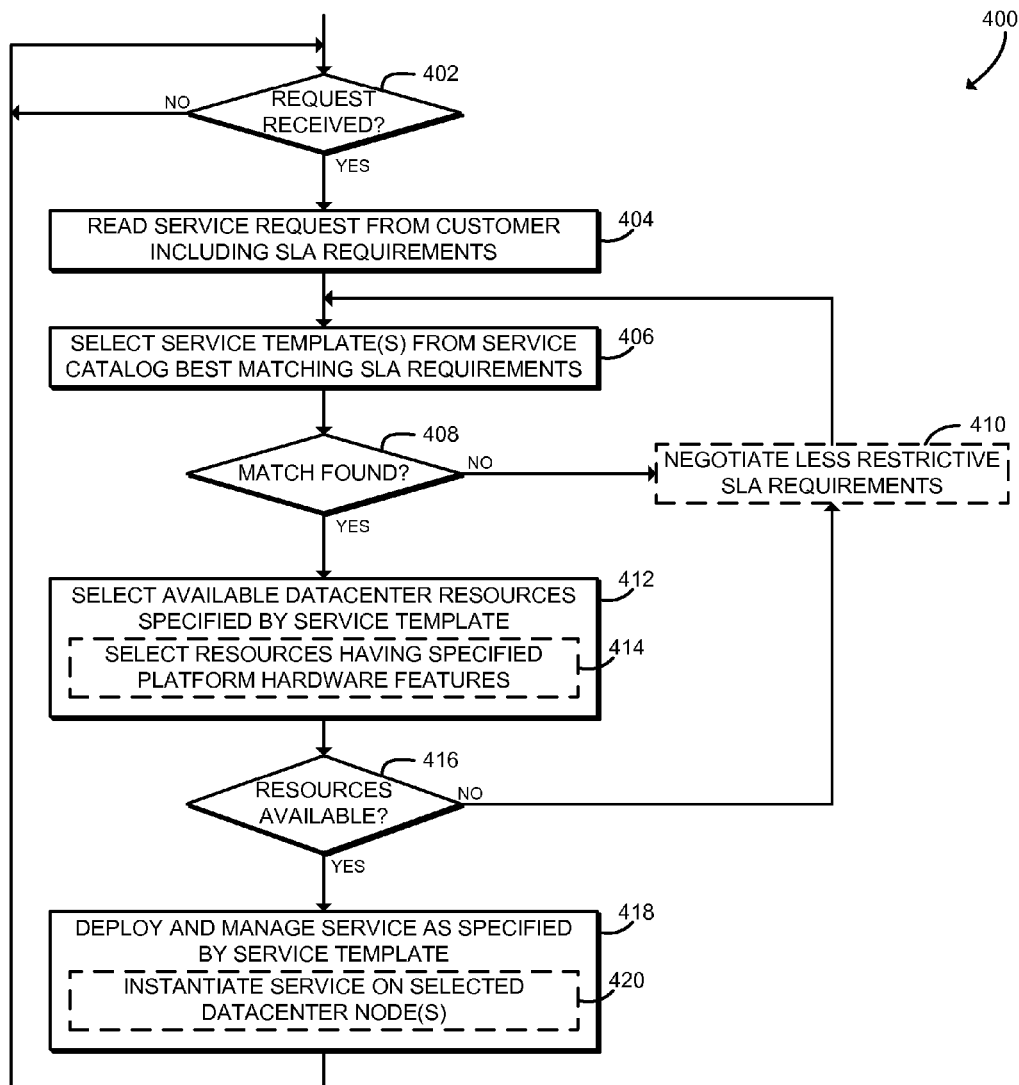 400
402
REQUEST
RECEIVED?
NO
YES
READ SERVICE REQUEST FROM CUSTOMER
INCLUDING SLA REQUIREMENTS
404
SELECT SERVICE TEMPLATE(S) FROM SERVICE
CATALOG BEST MATCHING SLA REQUIREMENTS
406
408
MATCH FOUND?
NO
YES
410
NEGOTIATE LESS RESTRICTIVE
SLA REQUIREMENTS
SELECT AVAILABLE DATACENTER RESOURCES
SPECIFIED BY SERVICE TEMPLATE
412
SELECT RESOURCES HAVING SPECIFIED
PLATFORM HARDWARE FEATURES
414
416
RESOURCES
AVAILABLE?
NO
YES
DEPLOY AND MANAGE SERVICE AS SPECIFIED
BY SERVICE TEMPLATE
418
INSTANTIATE SERVICE ON SELECTED
DATACENTER NODE(S)
420